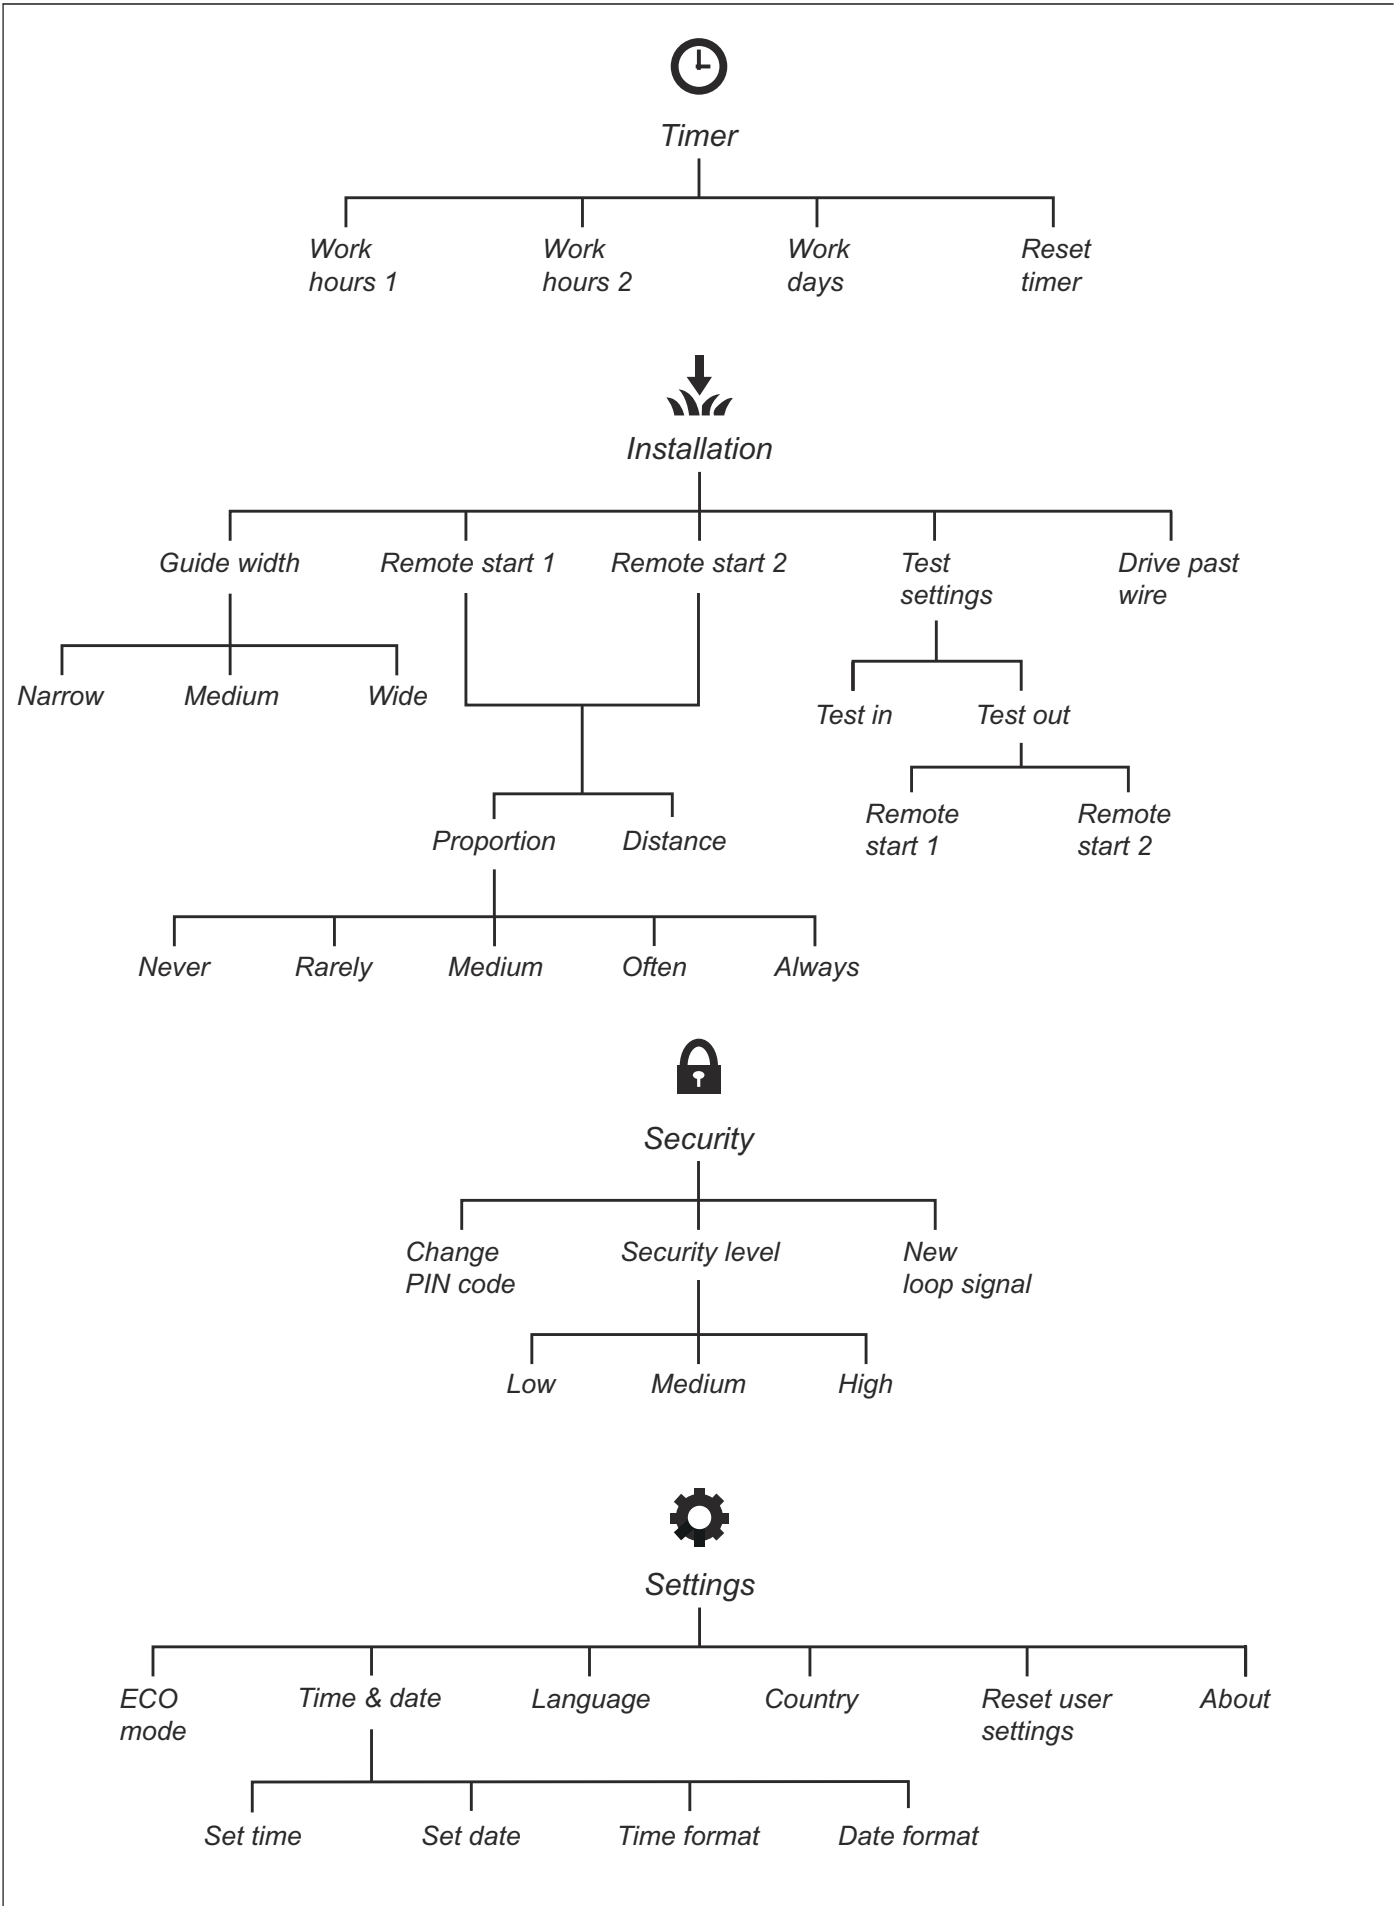 Timer
Work
hours 1
Work
hours 2
Work
days
Reset
timer
Installation
Guide width
Remote start 1
Remote start 2
Test
settings
Drive past
wire
Narrow
Medium
Wide
Test in
Test out
Remote
start 1
Remote
start 2
Proportion
Distance
Never
Rarely
Medium
Often
Always
Security
Change
PIN code
Security level
New
loop signal
Low
Medium
High
Settings
ECO
mode
Time & date
Language
Country
Reset user
settings
About
Set time
Set date
Time format
Date format